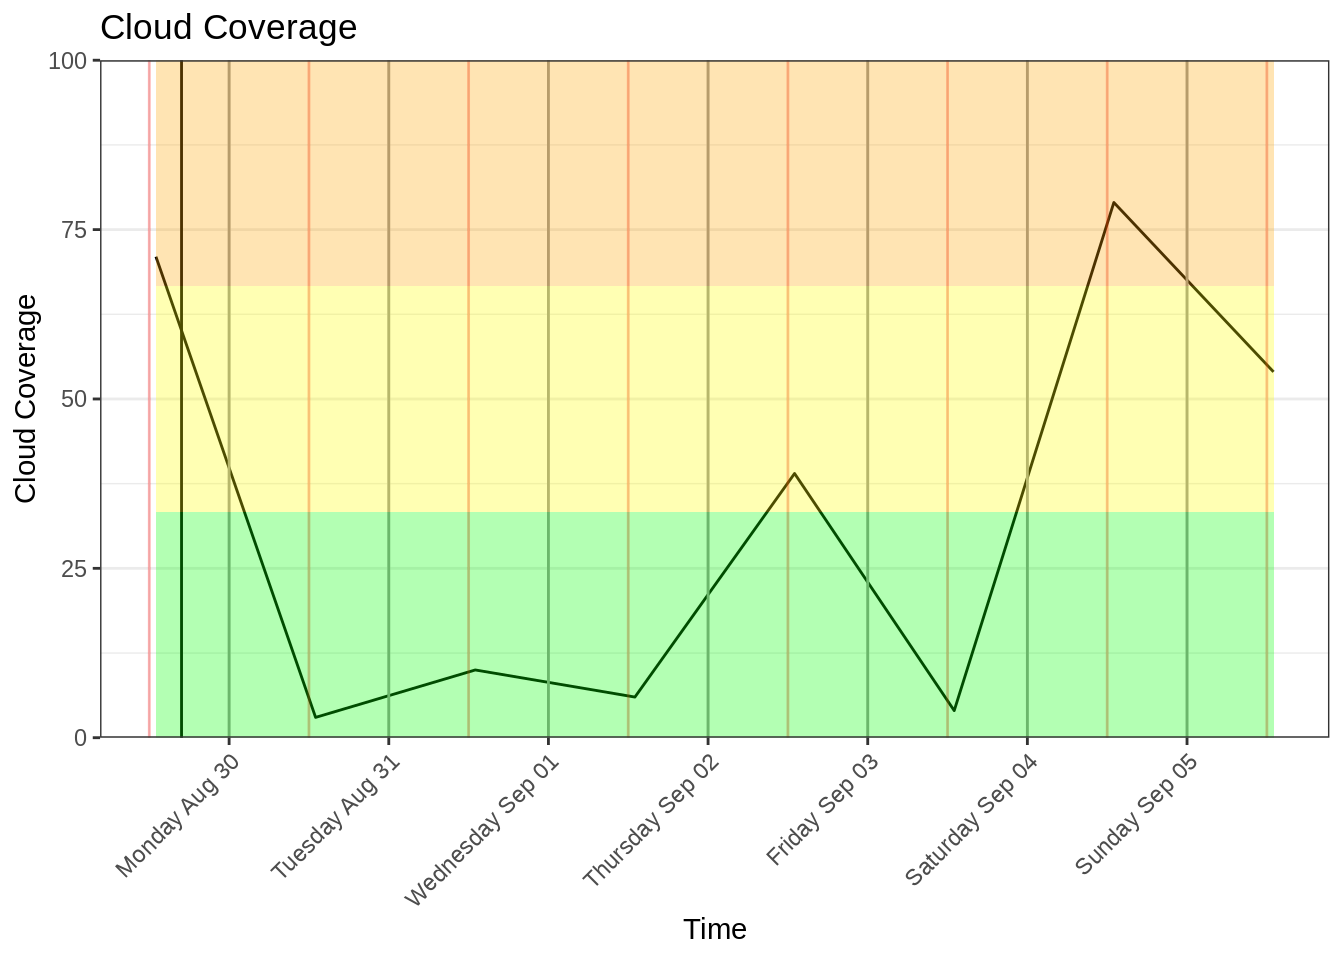 Cloud Coverage
100
75
50
25
0
Cloud Coverage
Monday Aug 30
Tuesday Aug 31
Wednesday Sep 01
Thursday Sep 02
Friday Sep 03
Saturday Sep 04
Sunday Sep 05
Time